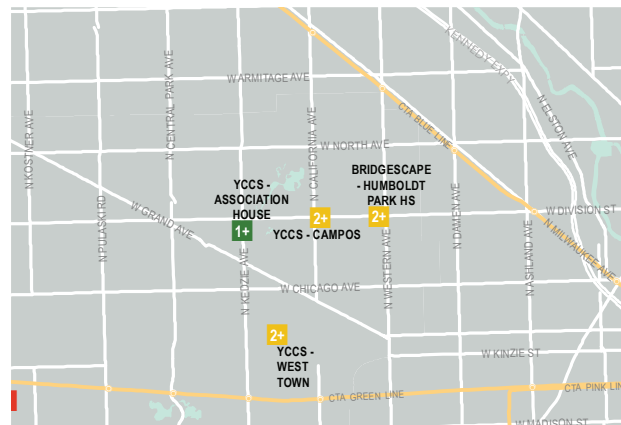 KENNEDY EXPY
W ARMITAGE AVE
N KOSTNER AVE
N CENTRAL PARK AVE
N CALIFORNIA AVE
CTA BLUE LINE
N ELSTON AVE
W NORTH AVE
YCCS -
ASSOCIATION
HOUSE
1+
BRIDGESCAPE
- HUMBOLDT
PARK HS
2+
2+
YCCS - CAMPOS
W DIVISION ST
N PULASKI RD
W GRAND AVE
N KEDZIE AVE
N WESTERN AVE
N DAMEN AVE
N ASHLAND AVE
N MILWAUKEE AVE
W CHICAGO AVE
2+
YCCS -
WEST
TOWN
W KINZIE ST
CTA GREEN LINE
CTA PINK LIN
W MADISON ST